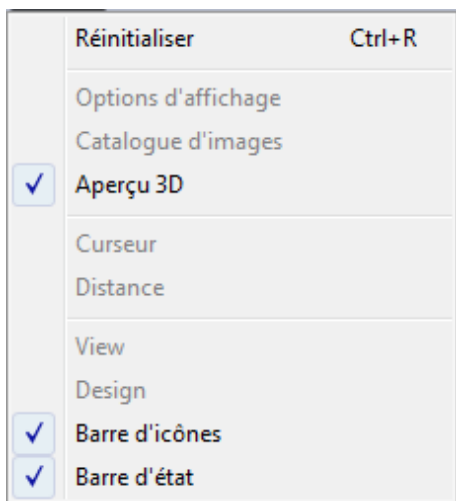 Réinitialiser Ctrl+R
Options d'affichage
Catalogue d'images
Aperçu 3D
Curseur
Distance
View
Design
Barre d'icônes
Barre d'état